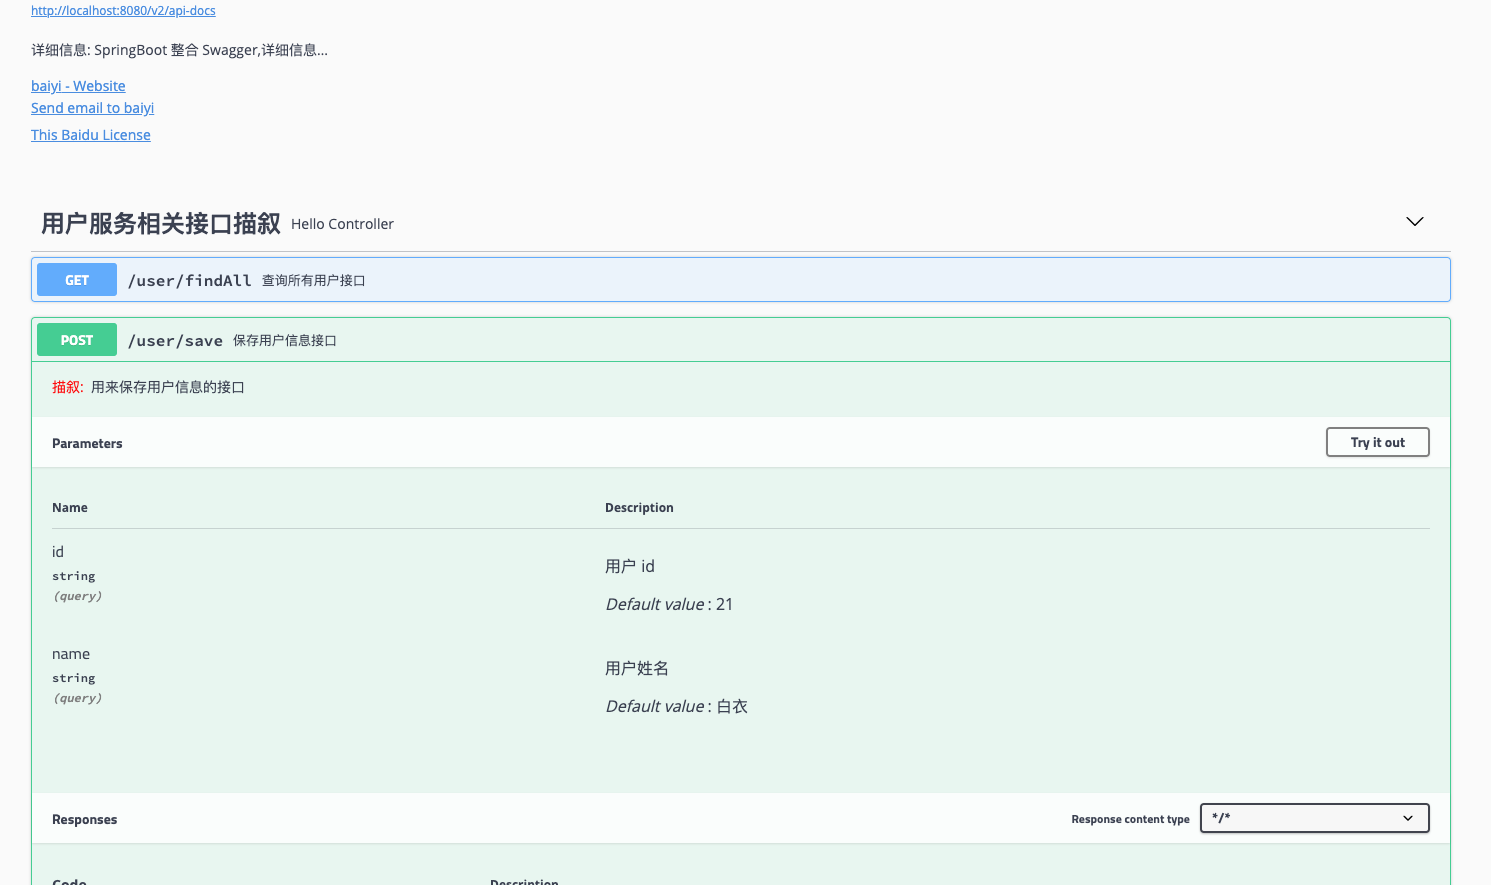 http://localhost:8080/v2/api-docs
详细信息: SpringBoot 整合 Swagger,详细信息...
baiyi - Website
Send email to baiyi
This Baidu License
用户服务相关接口描叙 Hello Controller
GET /user/findAll 查询所有用户接口
POST /user/save 保存用户信息接口
描叙: 用来保存用户信息的接口
Parameters Try it out
Name Description
id
string
(query)
用户 id
Default value : 21
name
string
(query)
用户姓名
Default value : 白衣
Responses Response content type */*
Code Description